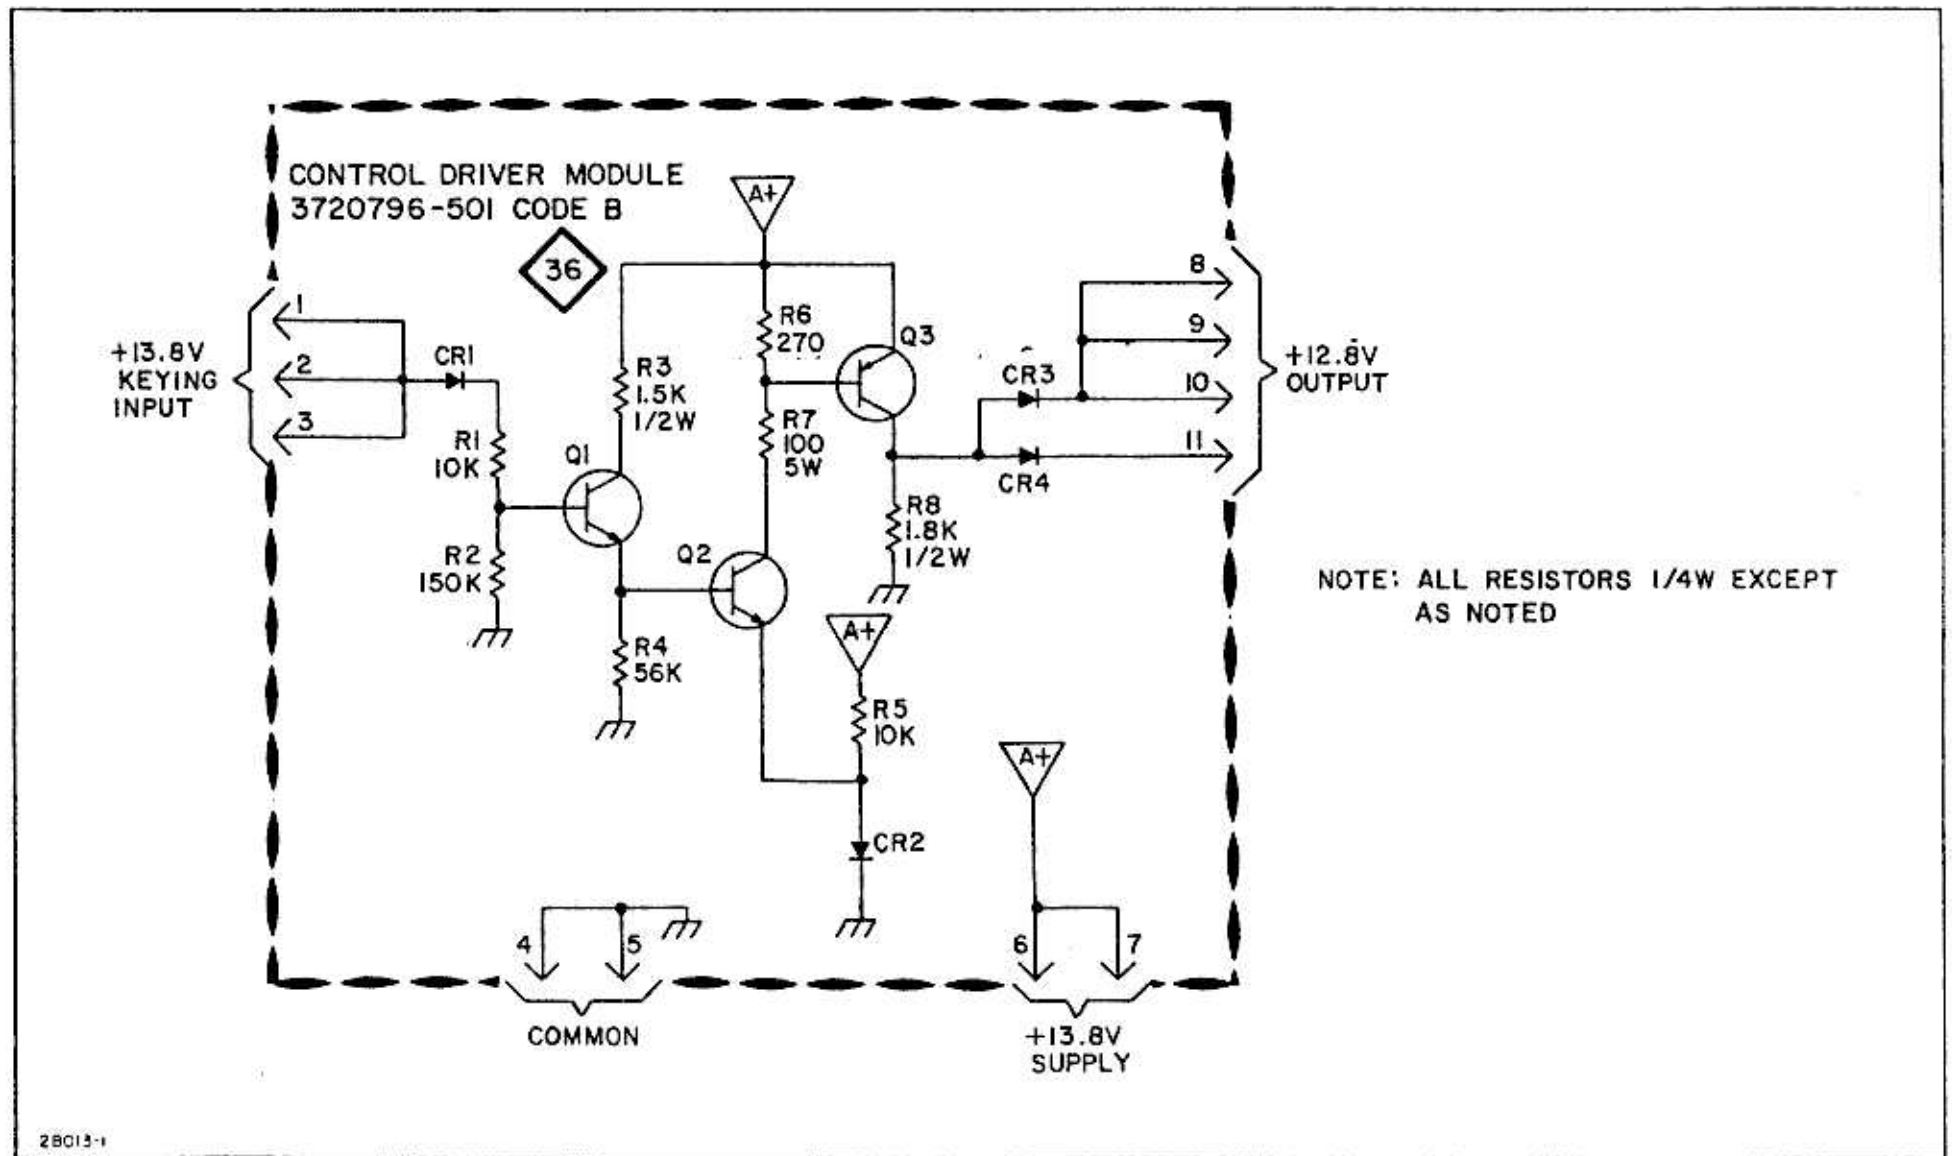 CONTROL DRIVER MODULE
3720796-501 CODE B
36
A+
+13.8V
KEYING
INPUT
1
2
3
CR1
R1
10K
R2
150K
Q1
R3
1.5K
1/2W
R4
56K
R6
270
R7
100
5W
Q2
Q3
R8
1.8K
1/2W
CR3
CR4
8
9
10
11
+12.8V
OUTPUT
NOTE: ALL RESISTORS 1/4W EXCEPT
AS NOTED
A+
R5
10K
CR2
A+
4
5
COMMON
6
7
+13.8V
SUPPLY
28013-1